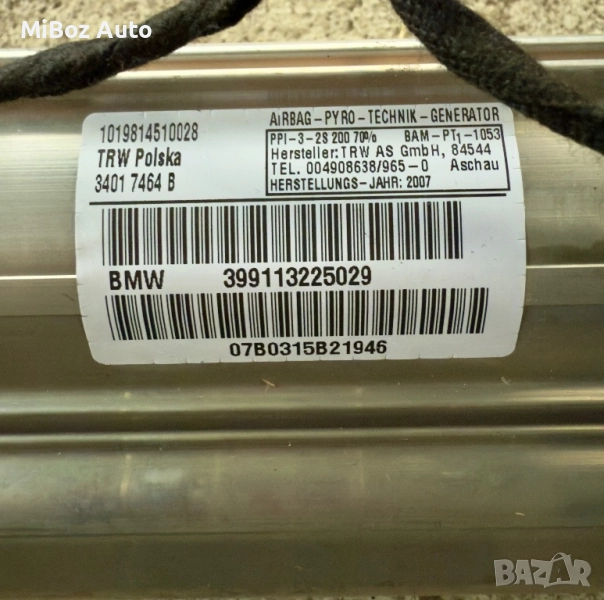 MiBoz Auto
1019814510028
TRW Polska
3401 7464 B
AIRBAG-PYRO-TECHNIK-GENERATOR
PPI-3-2S 200 70% BAM-PT1-1053
Hersteller: TRW AS GmbH, 84544
TEL. 004908638/965-0 Aschau
HERSTELLUNGS-JAHR: 2007
BMW 399113225029
07B0315B21946
BAZAR